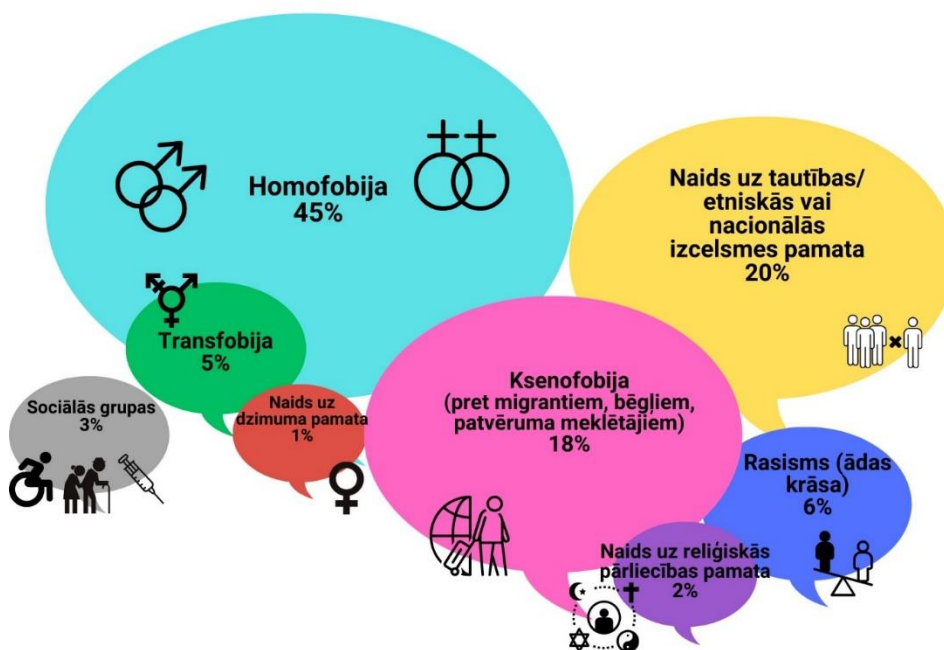 Homofobija
45%
Naids uz tautības/
etniskās vai
nacionālās
izcelsmes pamata
20%
Transfobija
5%
Ksenofobija
(pret migrantiem, bēgļiem,
patvēruma meklētājiem)
18%
Sociālās grupas
3%
Naids uz
dzimuma pamata
1%
Rasisms (ādas
krāsa)
6%
Naids uz reliģiskās
pārliecības pamata
2%